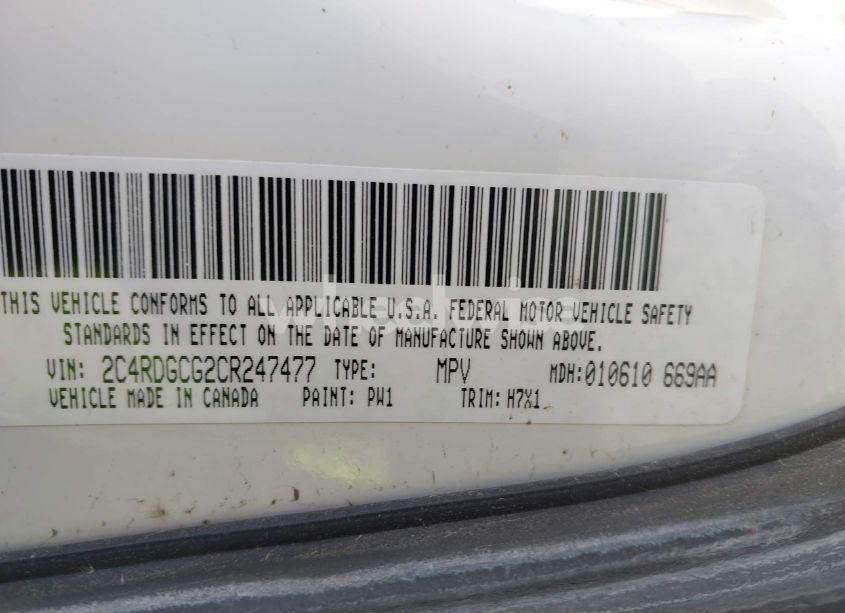 THIS VEHICLE CONFORMS TO ALL APPLICABLE U.S.A. FEDERAL MOTOR VEHICLE SAFETY
STANDARDS IN EFFECT ON THE DATE OF MANUFACTURE SHOWN ABOVE.
VIN: 2C4RDGCG2CR247477 TYPE: MPV MDH:010610 669AA
VEHICLE MADE IN CANADA PAINT: PW1 TRIM: H7X1